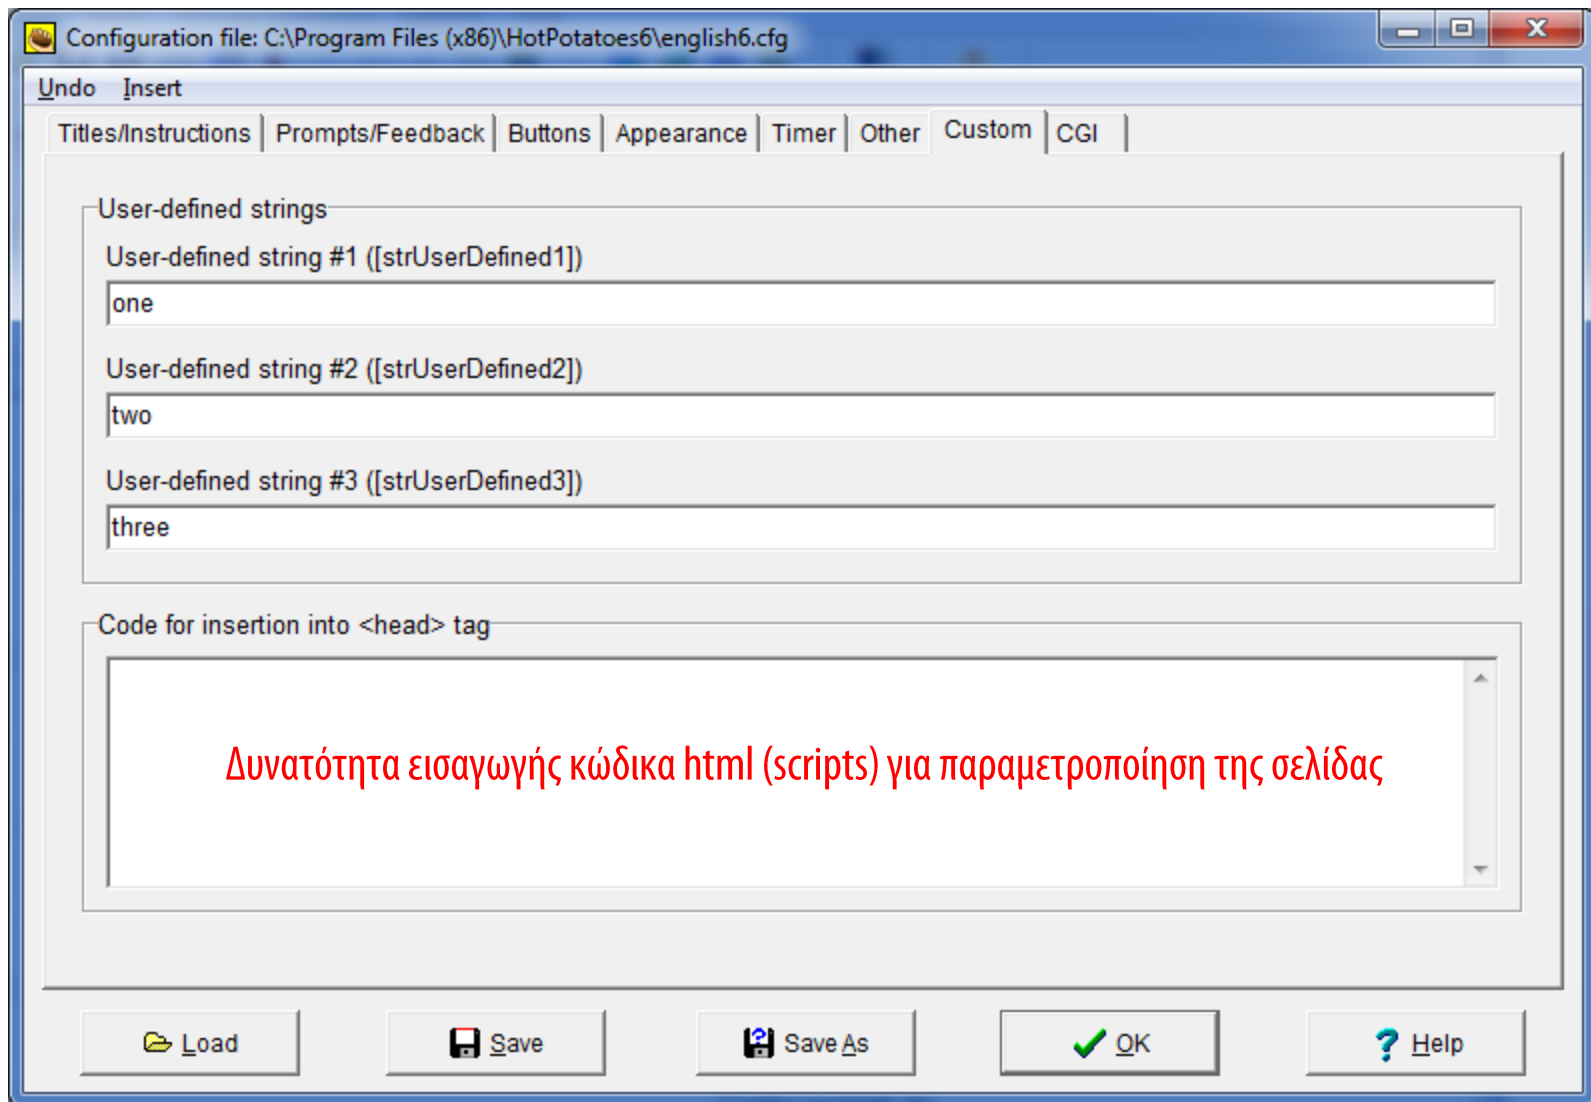 Configuration file: C:\Program Files (x86)\HotPotatoes6\english6.cfg
Undo Insert
Titles/Instructions Prompts/Feedback Buttons Appearance Timer Other Custom CGI
User-defined strings
User-defined string #1 ([strUserDefined1])
one
User-defined string #2 ([strUserDefined2])
two
User-defined string #3 ([strUserDefined3])
three
Code for insertion into <head> tag
Δυνατότητα εισαγωγής κώδικα html (scripts) για παραμετροποίηση της σελίδας
Load Save Save As OK Help